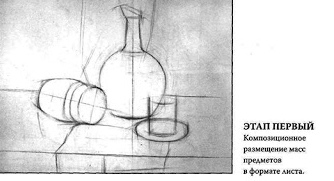 ЭТАП ПЕРВЫЙ
Композиционное
размещение масс
предметов
в формате листа.